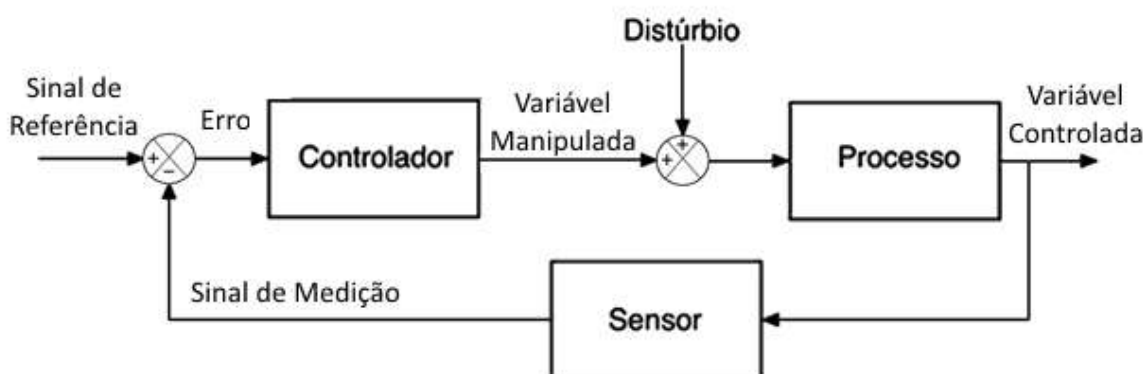 Distúrbio
Sinal de
Referência
Erro
Controlador
Variável
Manipulada
Processo
Variável
Controlada
+
−
+
+
Sinal de Medição
Sensor